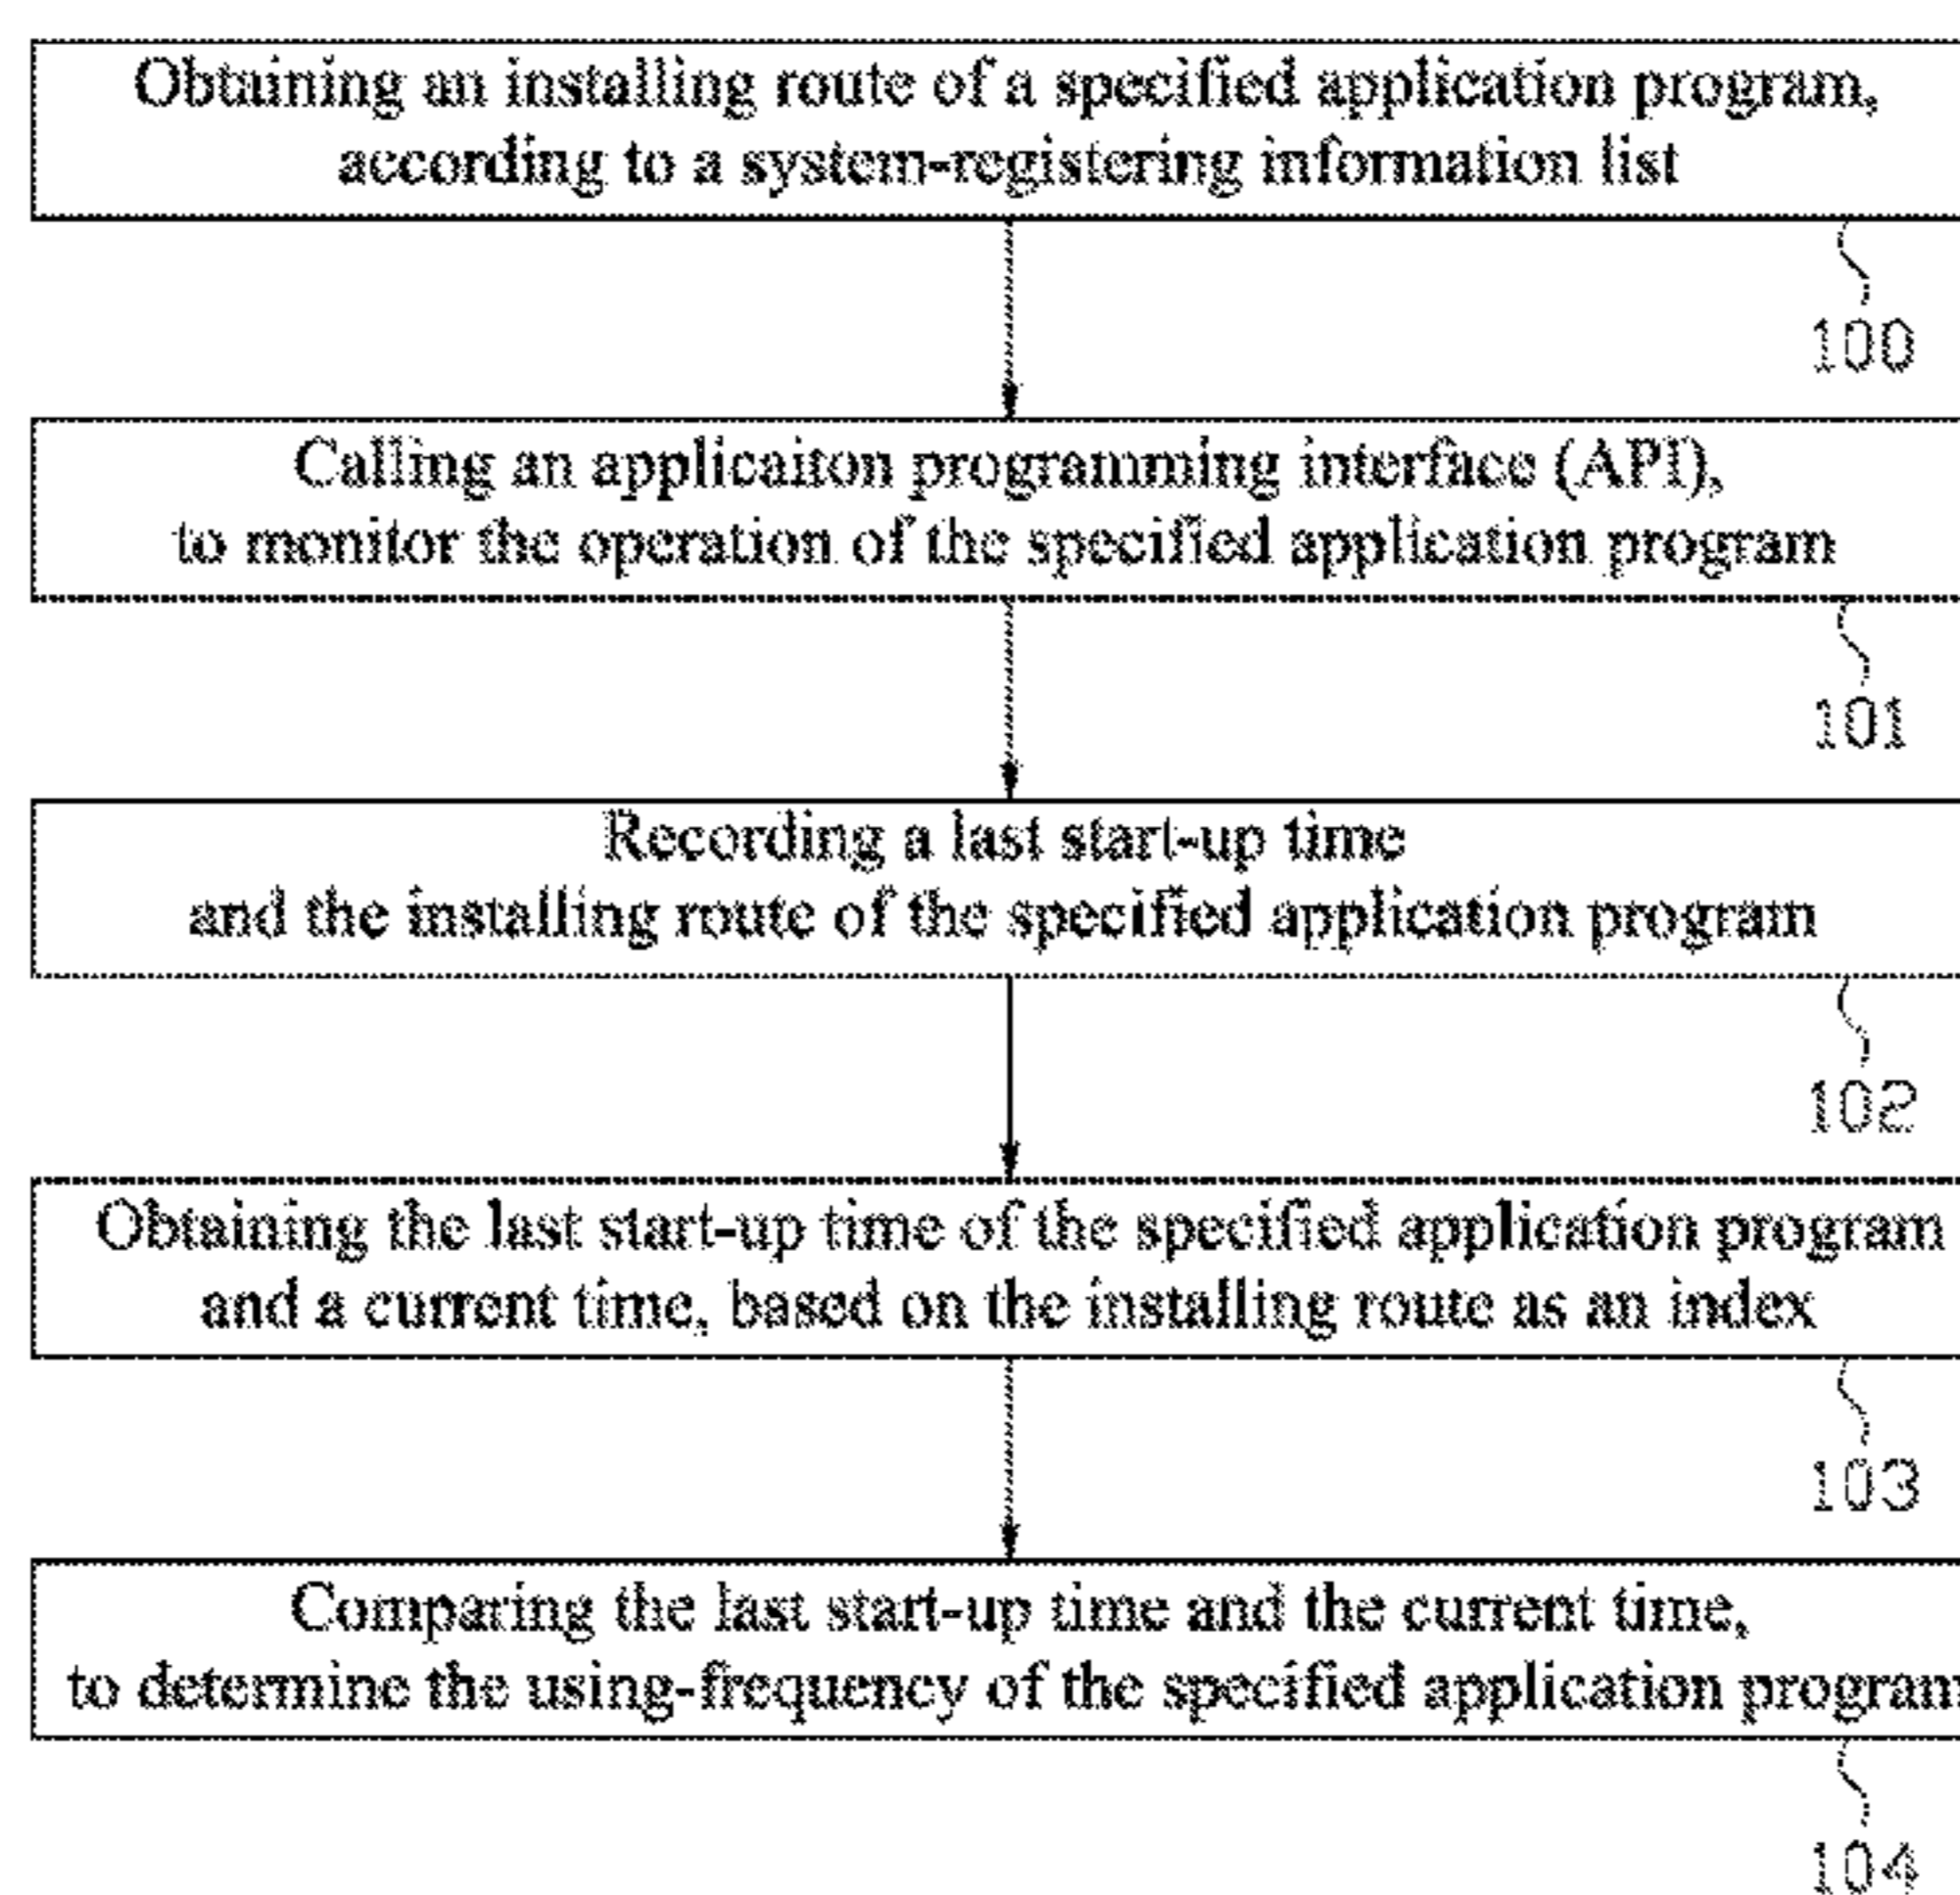 Obtaining an installing route of a specified application program,
according to a system-registering information list
100
Calling an applicaiton programming interface (API),
to monitor the operation of the specified application program
101
Recording a last start-up time
and the installing route of the specified application program
102
Obtaining the last start-up time of the specified application program
and a current time, based on the installing route as an index
103
Comparing the last start-up time and the current time,
to determine the using-frequency of the specified application program
104